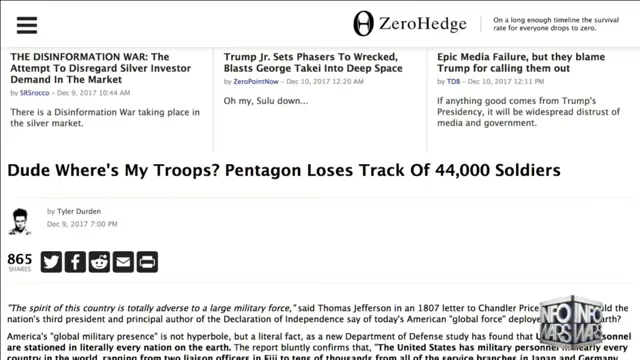 ZeroHedge
On a long enough timeline the survival
rate for everyone drops to zero.
THE DISINFORMATION WAR: The
Attempt To Disregard Silver Investor
Demand In The Market
by SRSrocco - Dec 9, 2017 10:44 AM
There is a Disinformation War taking place in
the silver market.
Trump Jr. Sets Phasers To Wrecked,
Blasts George Takei Into Deep Space
by ZeroPointNow - Dec 10, 2017 12:20 AM
Oh my, Sulu down...
Epic Media Failure, but they blame
Trump for calling them out
by TDB - Dec 10, 2017 12:11 PM
If anything good comes from Trump's
Presidency, it will be widespread distrust of
media and government.
Dude Where's My Troops? Pentagon Loses Track Of 44,000 Soldiers
by Tyler Durden
Dec 9, 2017 7:00 PM
865
SHARES
"The spirit of this country is totally adverse to a large military force," said Thomas Jefferson in an 1807 letter to Chandler Price. the
nation's third president and principal author of the Declaration of Independence say of today's American "global force" deploye
America's "global military presence" is not hyperbole, but a literal fact, as a new Department of Defense study has found that
are stationed in literally every nation on the earth. The report bluntly confirms that, "The United States has military personnel every
country in the world, ranging from two liaison officers in Fiji to tens of thousands from all of the service branches in Japan and Germany.
INFO
WARS